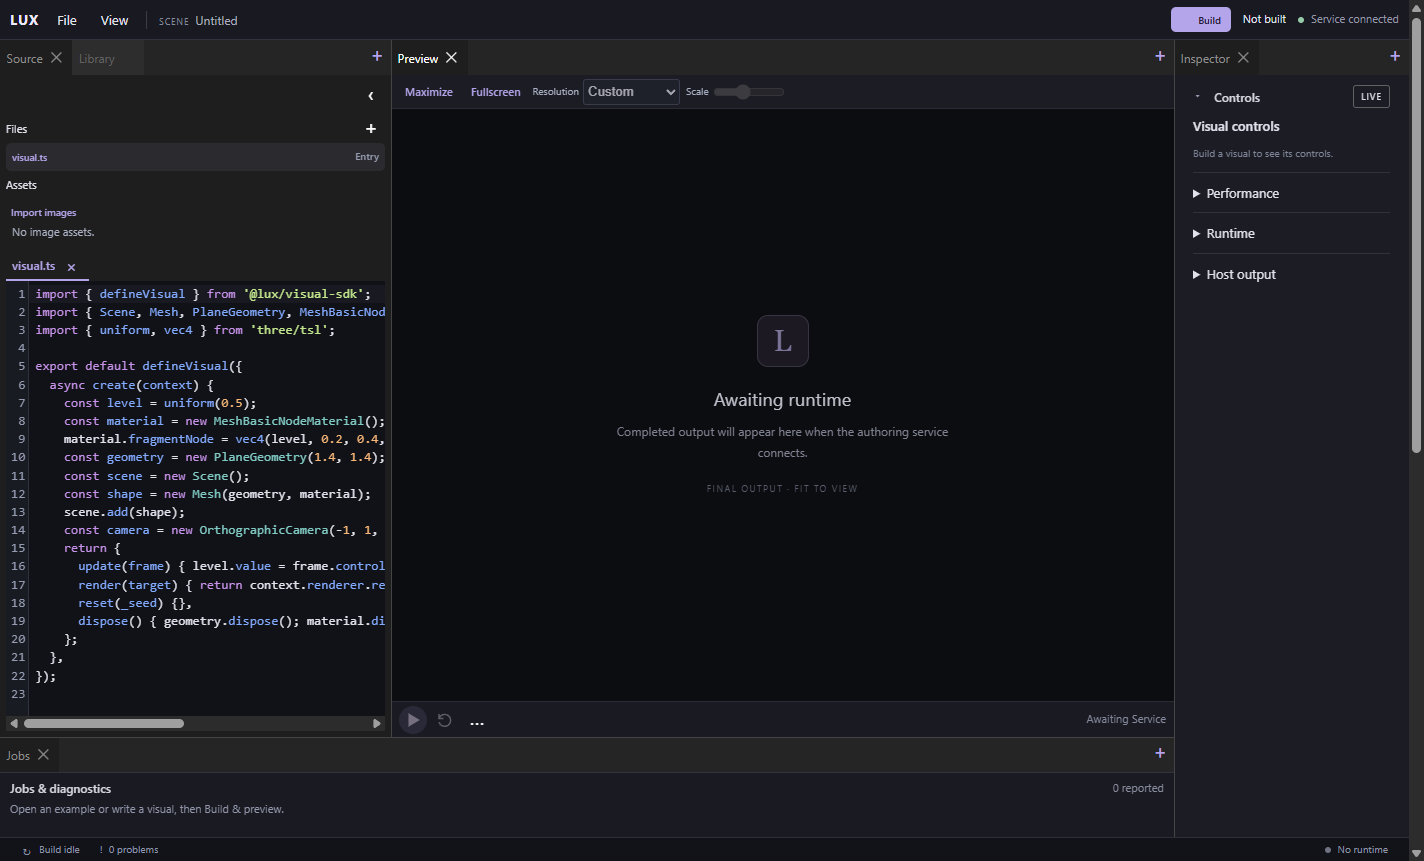 LUX File View SCENE Untitled Build Not built Service connected
Source Library
Preview
Inspector
Maximize Fullscreen Resolution Custom Scale
Files
visual.ts Entry
Assets
Import images
No image assets.
visual.ts
1 import { defineVisual } from '@lux/visual-sdk';
2 import { Scene, Mesh, PlaneGeometry, MeshBasicNod
3 import { uniform, vec4 } from 'three/tsl';
4
5 export default defineVisual({
6 async create(context) {
7 const level = uniform(0.5);
8 const material = new MeshBasicNodeMaterial();
9 material.fragmentNode = vec4(level, 0.2, 0.4,
10 const geometry = new PlaneGeometry(1.4, 1.4);
11 const scene = new Scene();
12 const shape = new Mesh(geometry, material);
13 scene.add(shape);
14 const camera = new OrthographicCamera(-1, 1,
15 return {
16 update(frame) { level.value = frame.control
17 render(target) { return context.renderer.re
18 reset(_seed) {},
19 dispose() { geometry.dispose(); material.di
20 };
21 },
22 });
23
L
Awaiting runtime
Completed output will appear here when the authoring service
connects.
FINAL OUTPUT · FIT TO VIEW
Awaiting Service
Controls LIVE
Visual controls
Build a visual to see its controls.
Performance
Runtime
Host output
Jobs
Jobs & diagnostics 0 reported
Open an example or write a visual, then Build & preview.
Build idle ! 0 problems No runtime